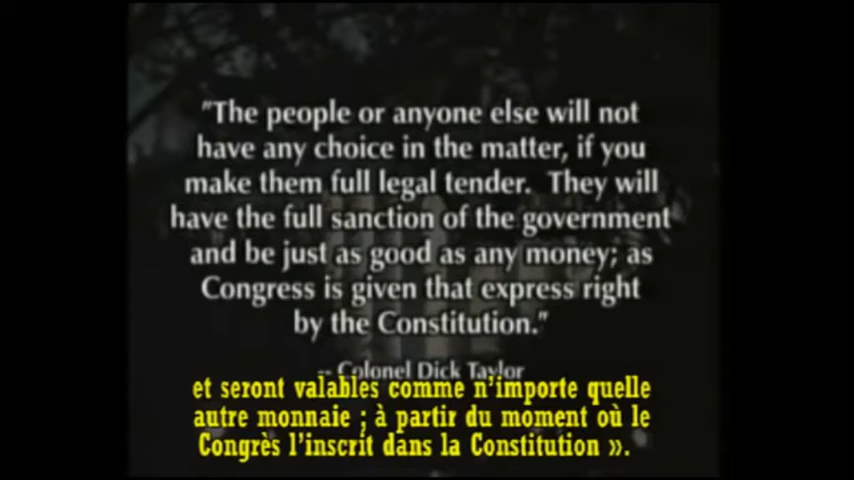 "The people or anyone else will not
have any choice in the matter, if you
make them full legal tender. They will
have the full sanction of the government
and be just as good as any money; as
Congress is given that express right
by the Constitution."
-- Colonel Dick Taylor
et seront valables comme n'importe quelle
autre monnaie ; à partir du moment où le
Congrès l'inscrit dans la Constitution ».